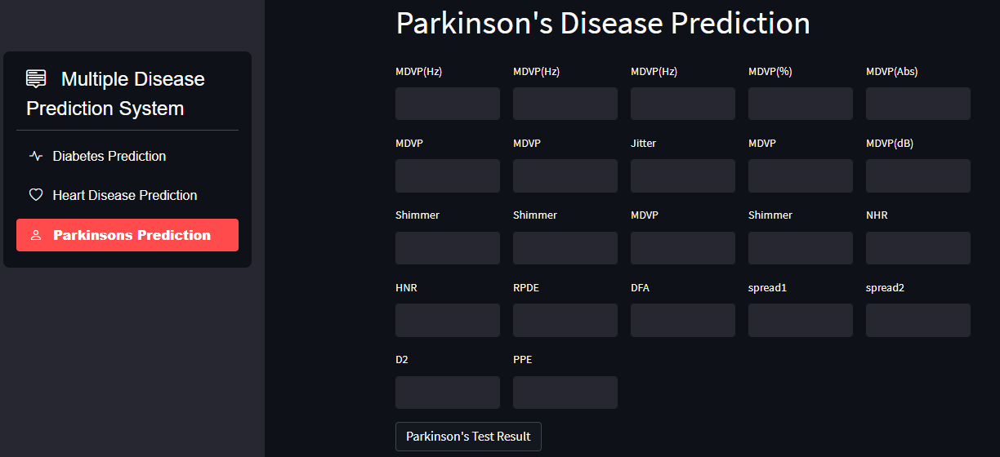 Multiple Disease
Prediction System
Diabetes Prediction
Heart Disease Prediction
Parkinsons Prediction
Parkinson's Disease Prediction
MDVP(Hz) MDVP(Hz) MDVP(Hz) MDVP(%) MDVP(Abs)
MDVP MDVP Jitter MDVP MDVP(dB)
Shimmer Shimmer MDVP Shimmer NHR
HNR RPDE DFA spread1 spread2
D2 PPE
Parkinson's Test Result